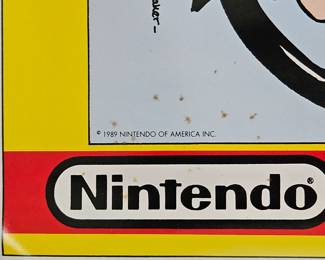 © 1989 NINTENDO OF AMERICA INC.
Nintendo®